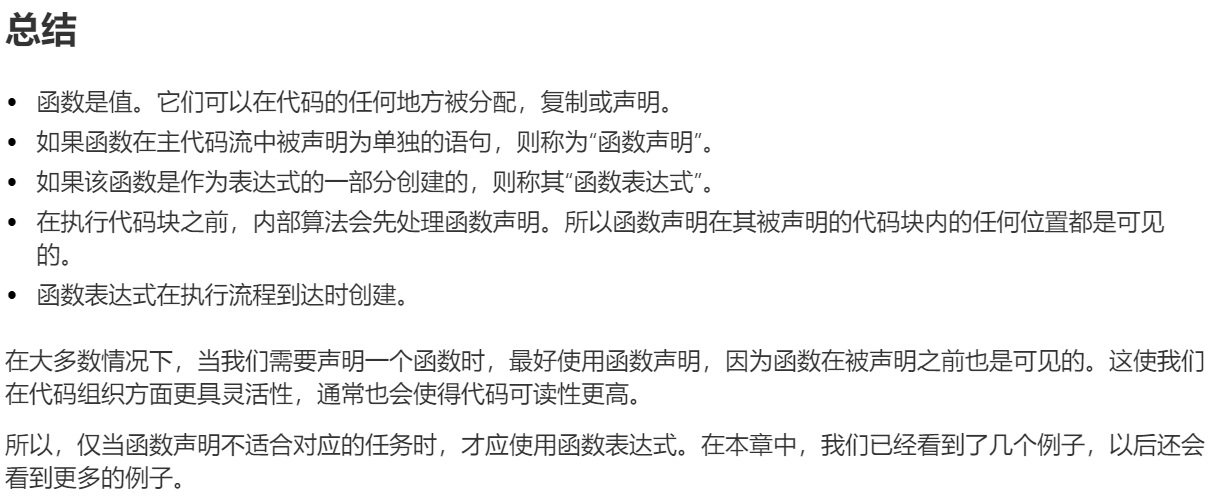 总结
• 函数是值。它们可以在代码的任何地方被分配，复制或声明。
• 如果函数在主代码流中被声明为单独的语句，则称为“函数声明”。
• 如果该函数是作为表达式的一部分创建的，则称其“函数表达式”。
• 在执行代码块之前，内部算法会先处理函数声明。所以函数声明在其被声明的代码块内的任何位置都是可见
的。
• 函数表达式在执行流程到达时创建。
在大多数情况下，当我们需要声明一个函数时，最好使用函数声明，因为函数在被声明之前也是可见的。这使我们
在代码组织方面更具灵活性，通常也会使得代码可读性更高。
所以，仅当函数声明不适合对应的任务时，才应使用函数表达式。在本章中，我们已经看到了几个例子，以后还会
看到更多的例子。